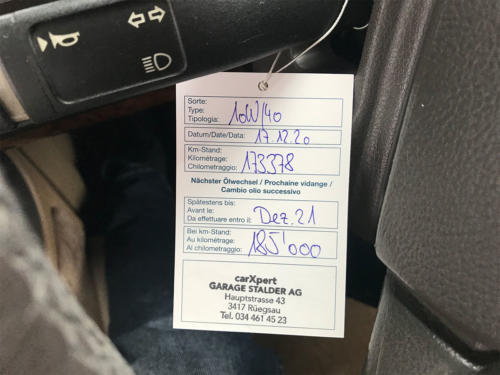 Sorte:
Type:
Tipologia: 10W/40
Datum/Date/Data: 17.12.20
Km-Stand:
Kilométrage:
Chilometraggio: 173378
Nächster Ölwechsel / Prochaine vidange /
Cambio olio successivo
Spätestens bis:
Avant le:
Da effettuare entro il: Dez. 21
Bei km-Stand:
Au kilométrage:
Al chilometraggio: 185'000
carXpert
GARAGE STALDER AG
Hauptstrasse 43
3417 Rüegsau
Tel. 034 461 45 23